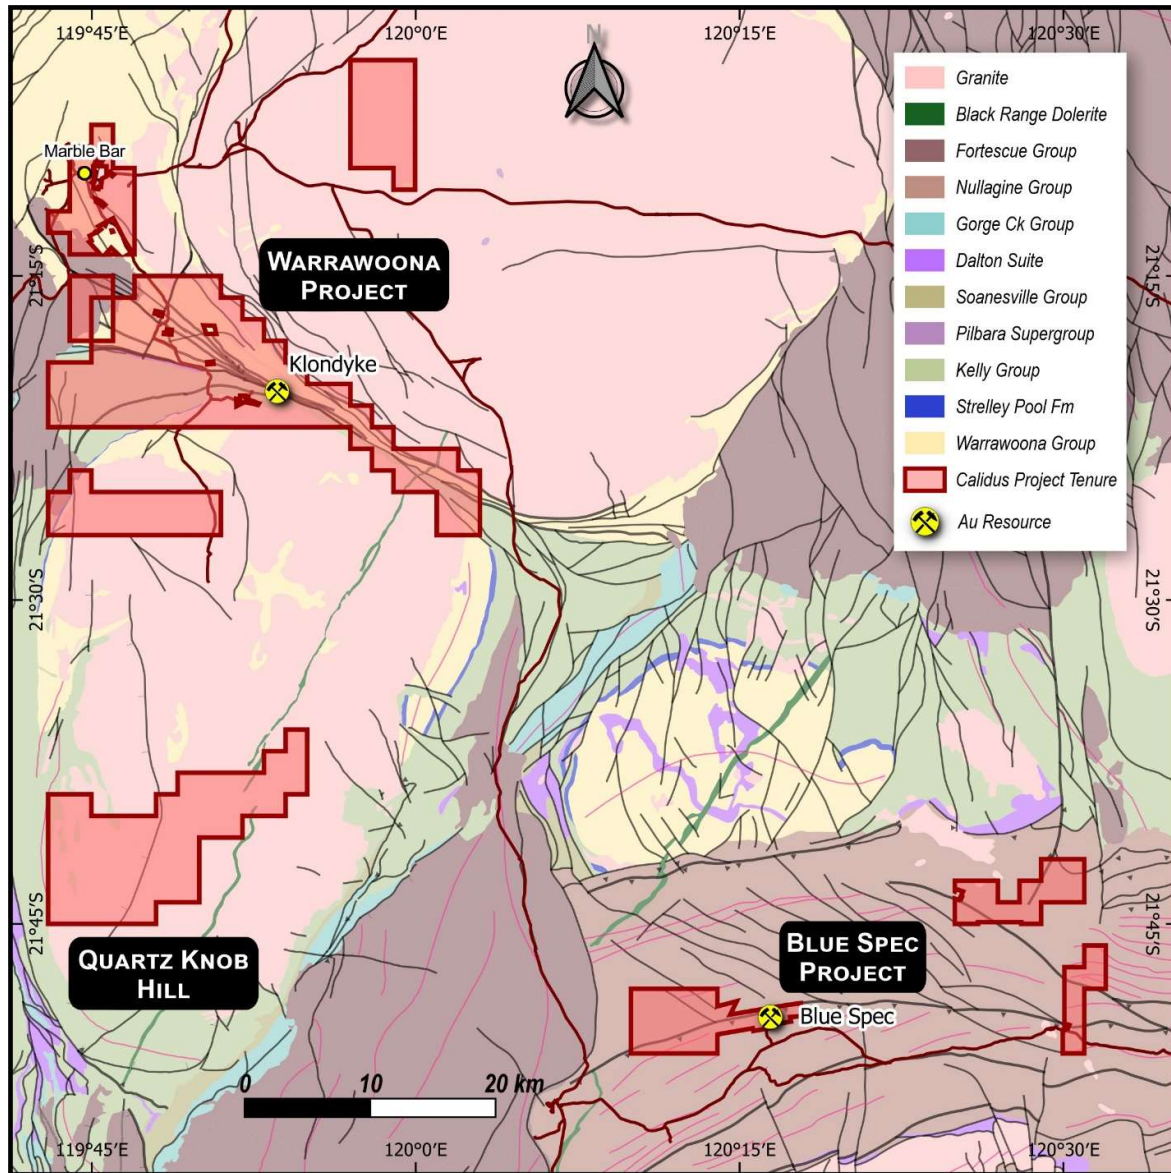 119°45′E
120°0′E
120°15′E
120°30′E
N
Granite
Black Range Dolerite
Fortescue Group
Nullagine Group
Gorge Ck Group
Dalton Suite
Soanesville Group
Pilbara Supergroup
Kelly Group
Strelley Pool Fm
Warrawoona Group
Calidus Project Tenure
Au Resource
Marble Bar
WARRAWOONA
PROJECT
21°15′S
21°15′S
Klondyke
21°30′S
21°30′S
21°45′S
21°45′S
QUARTZ KNOB
HILL
BLUE SPEC
PROJECT
Blue Spec
0 10 20 km
119°45′E
120°0′E
120°15′E
120°30′E